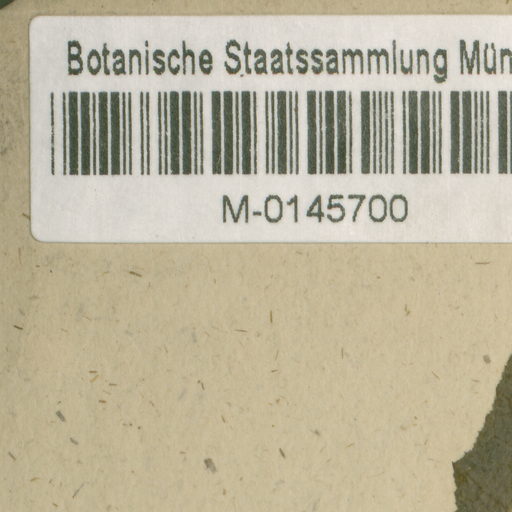 Botanische Staatssammlung Mün
M-0145700